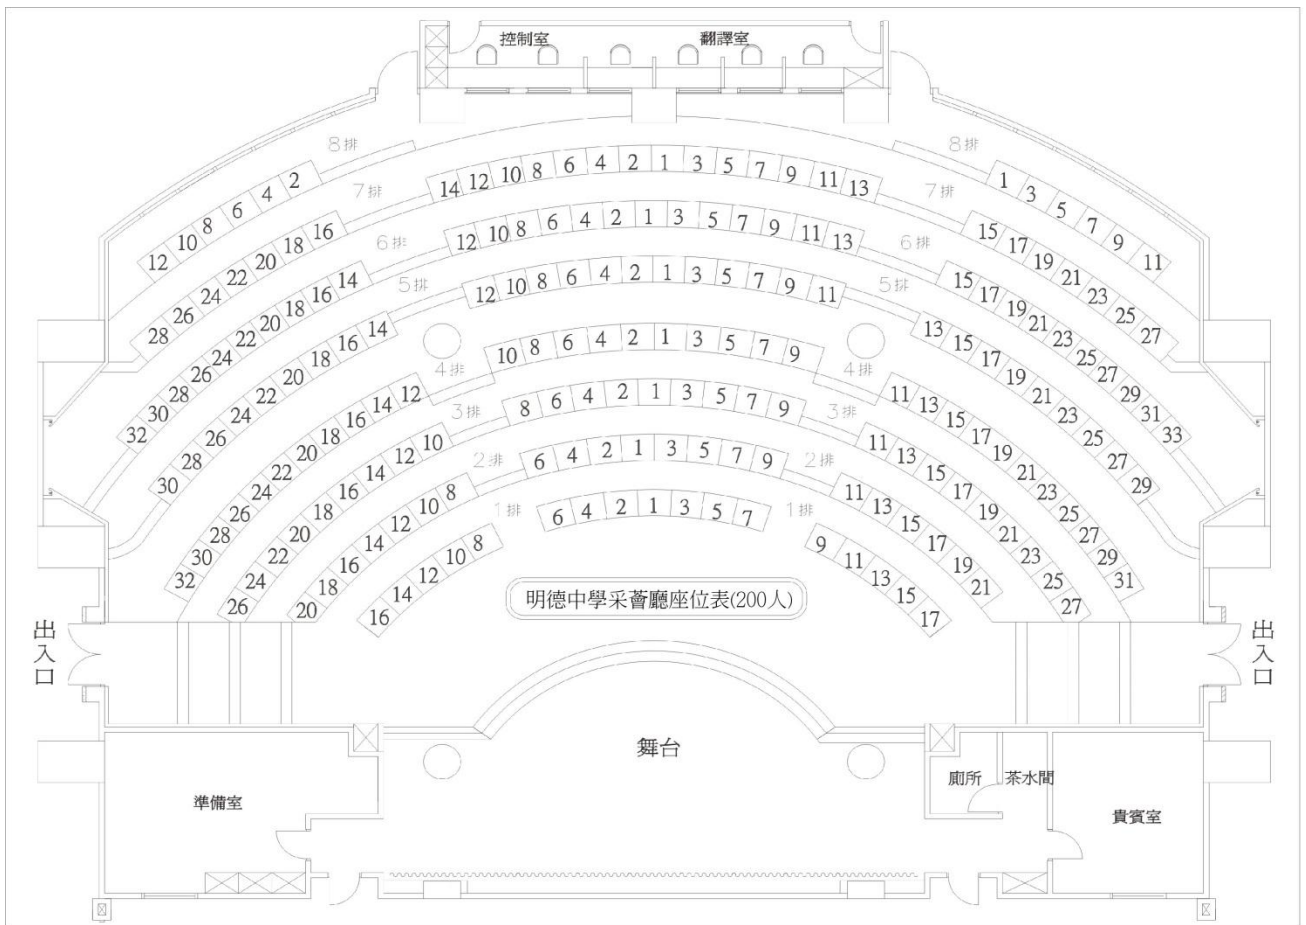 控制室 翻譯室
8排 8排
12 10 8 6 4 2 1 3 5 7 9 11
7排 7排
28 26 24 22 20 18 16 14 12 10 8 6 4 2 1 3 5 7 9 11 13 15 17 19 21 23 25 27
6排 6排
32 30 28 26 24 22 20 18 16 14 12 10 8 6 4 2 1 3 5 7 9 11 13 15 17 19 21 23 25 27 29 31 33
5排 5排
30 28 26 24 22 20 18 16 14 12 10 8 6 4 2 1 3 5 7 9 11 13 15 17 19 21 23 25 27 29
4排 4排
32 30 28 26 24 22 20 18 16 14 12 10 8 6 4 2 1 3 5 7 9 11 13 15 17 19 21 23 25 27 29 31
3排 3排
26 24 22 20 18 16 14 12 10 8 6 4 2 1 3 5 7 9 11 13 15 17 19 21 23 25 27
2排 2排
20 18 16 14 12 10 8 6 4 2 1 3 5 7 9 11 13 15 17 19 21
1排 1排
16 14 12 10 8 6 4 2 1 3 5 7 9 11 13 15 17
明德中學采薈廳座位表(200人)
出入口 出入口
舞台
準備室 廁所 茶水間 貴賓室